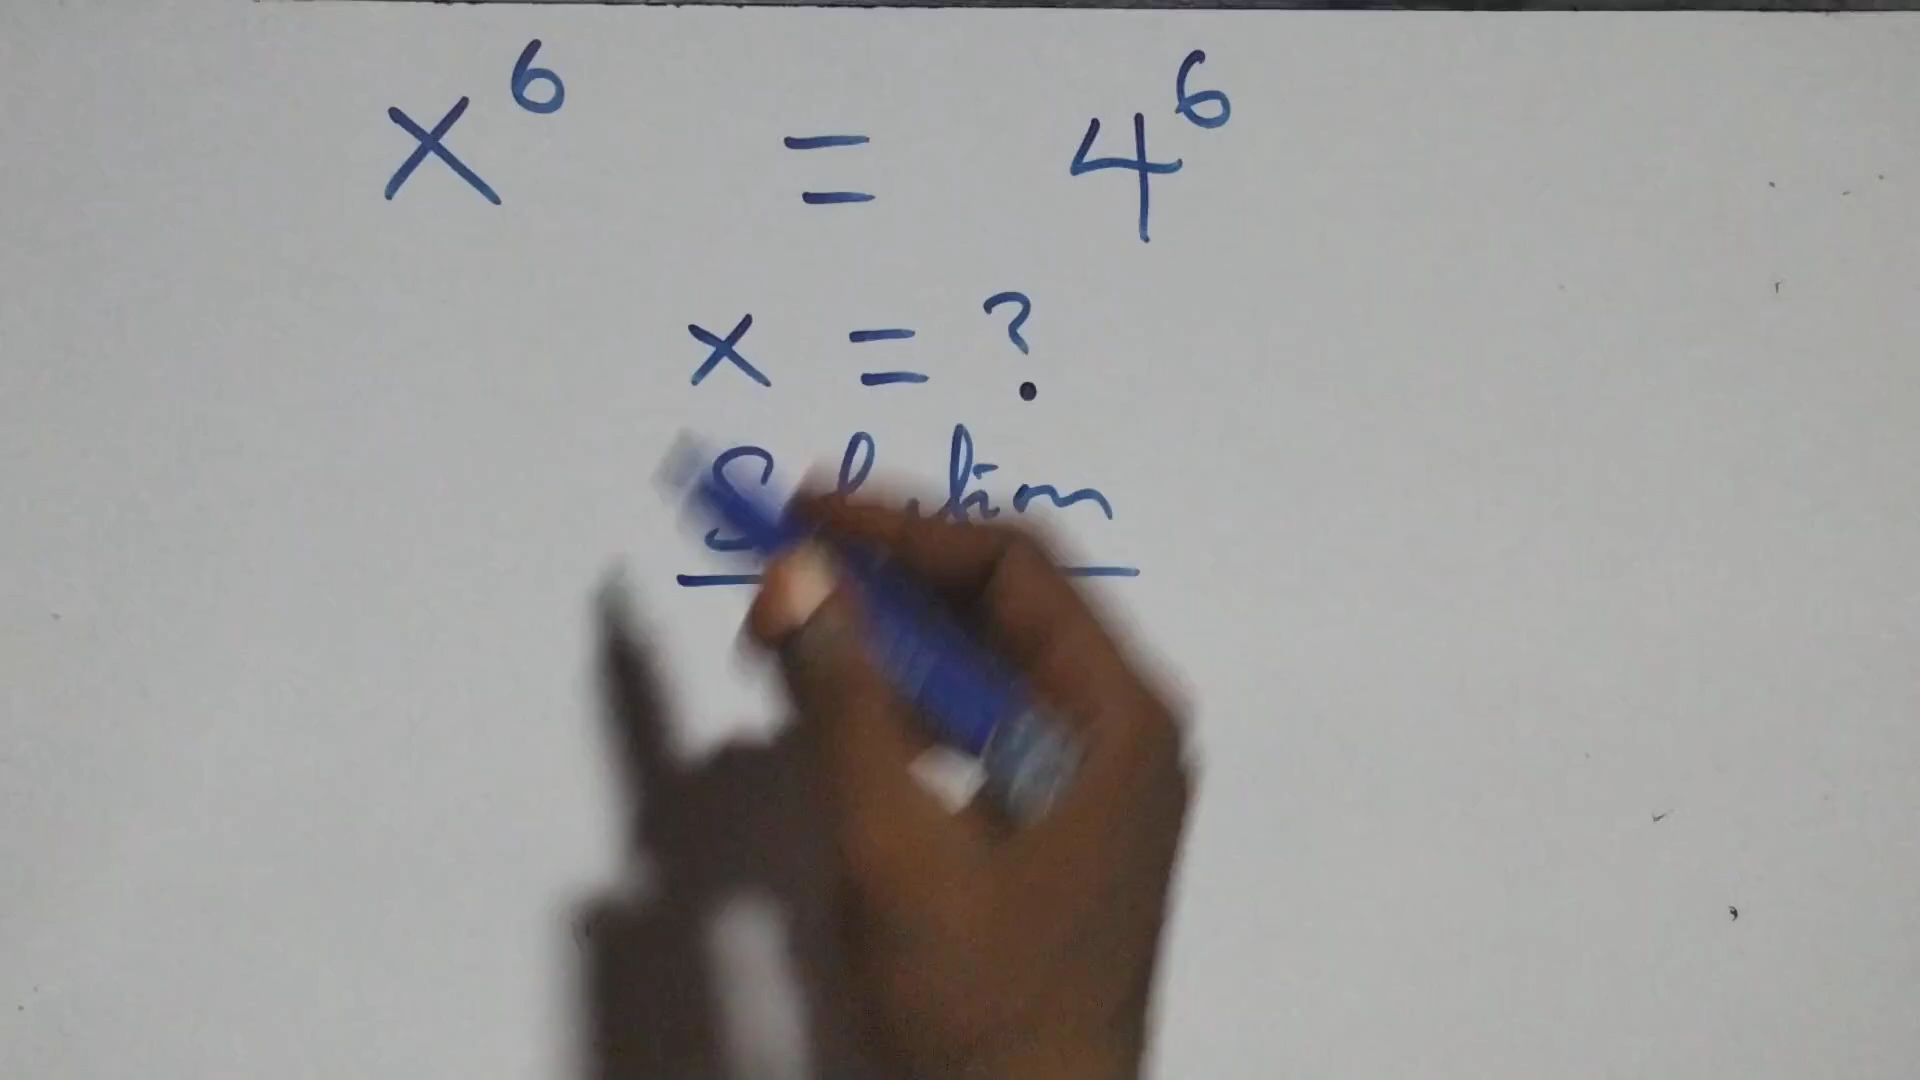 x⁶ = 4⁶
x = ?
Solution